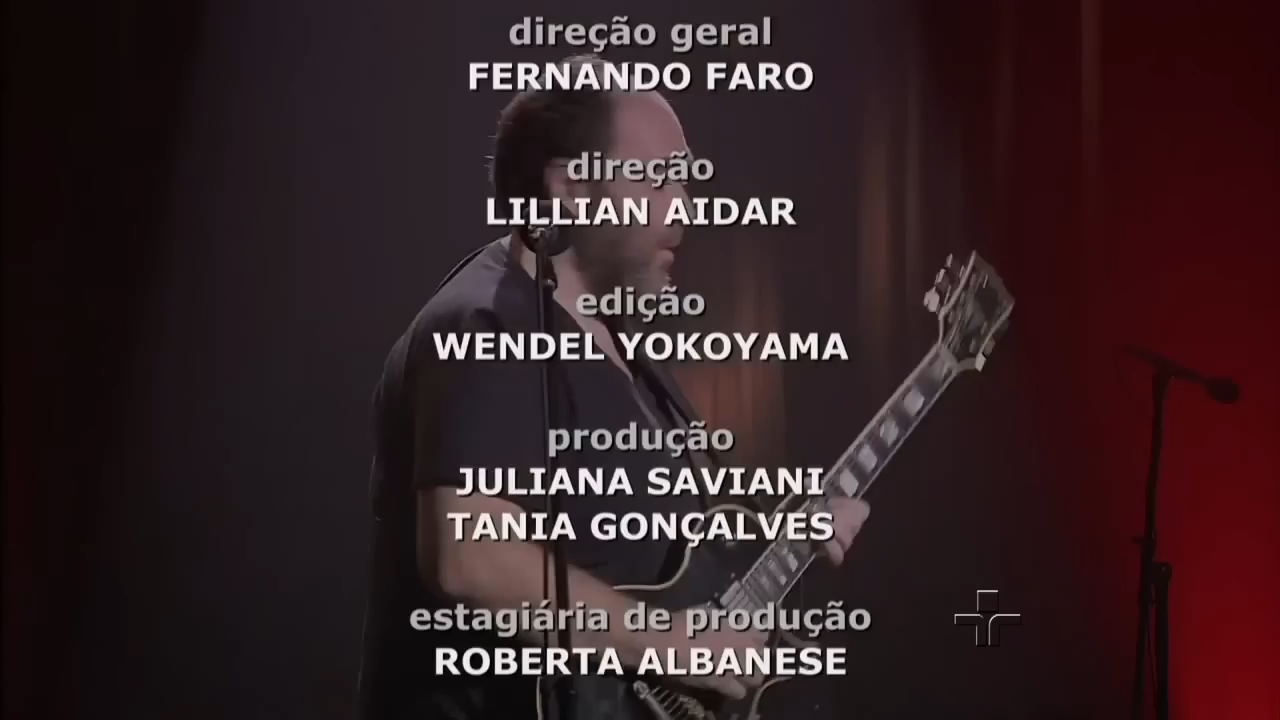 direção geral
FERNANDO FARO
direção
LILLIAN AIDAR
edição
WENDEL YOKOYAMA
produção
JULIANA SAVIANI
TANIA GONÇALVES
estagiária de produção
ROBERTA ALBANESE